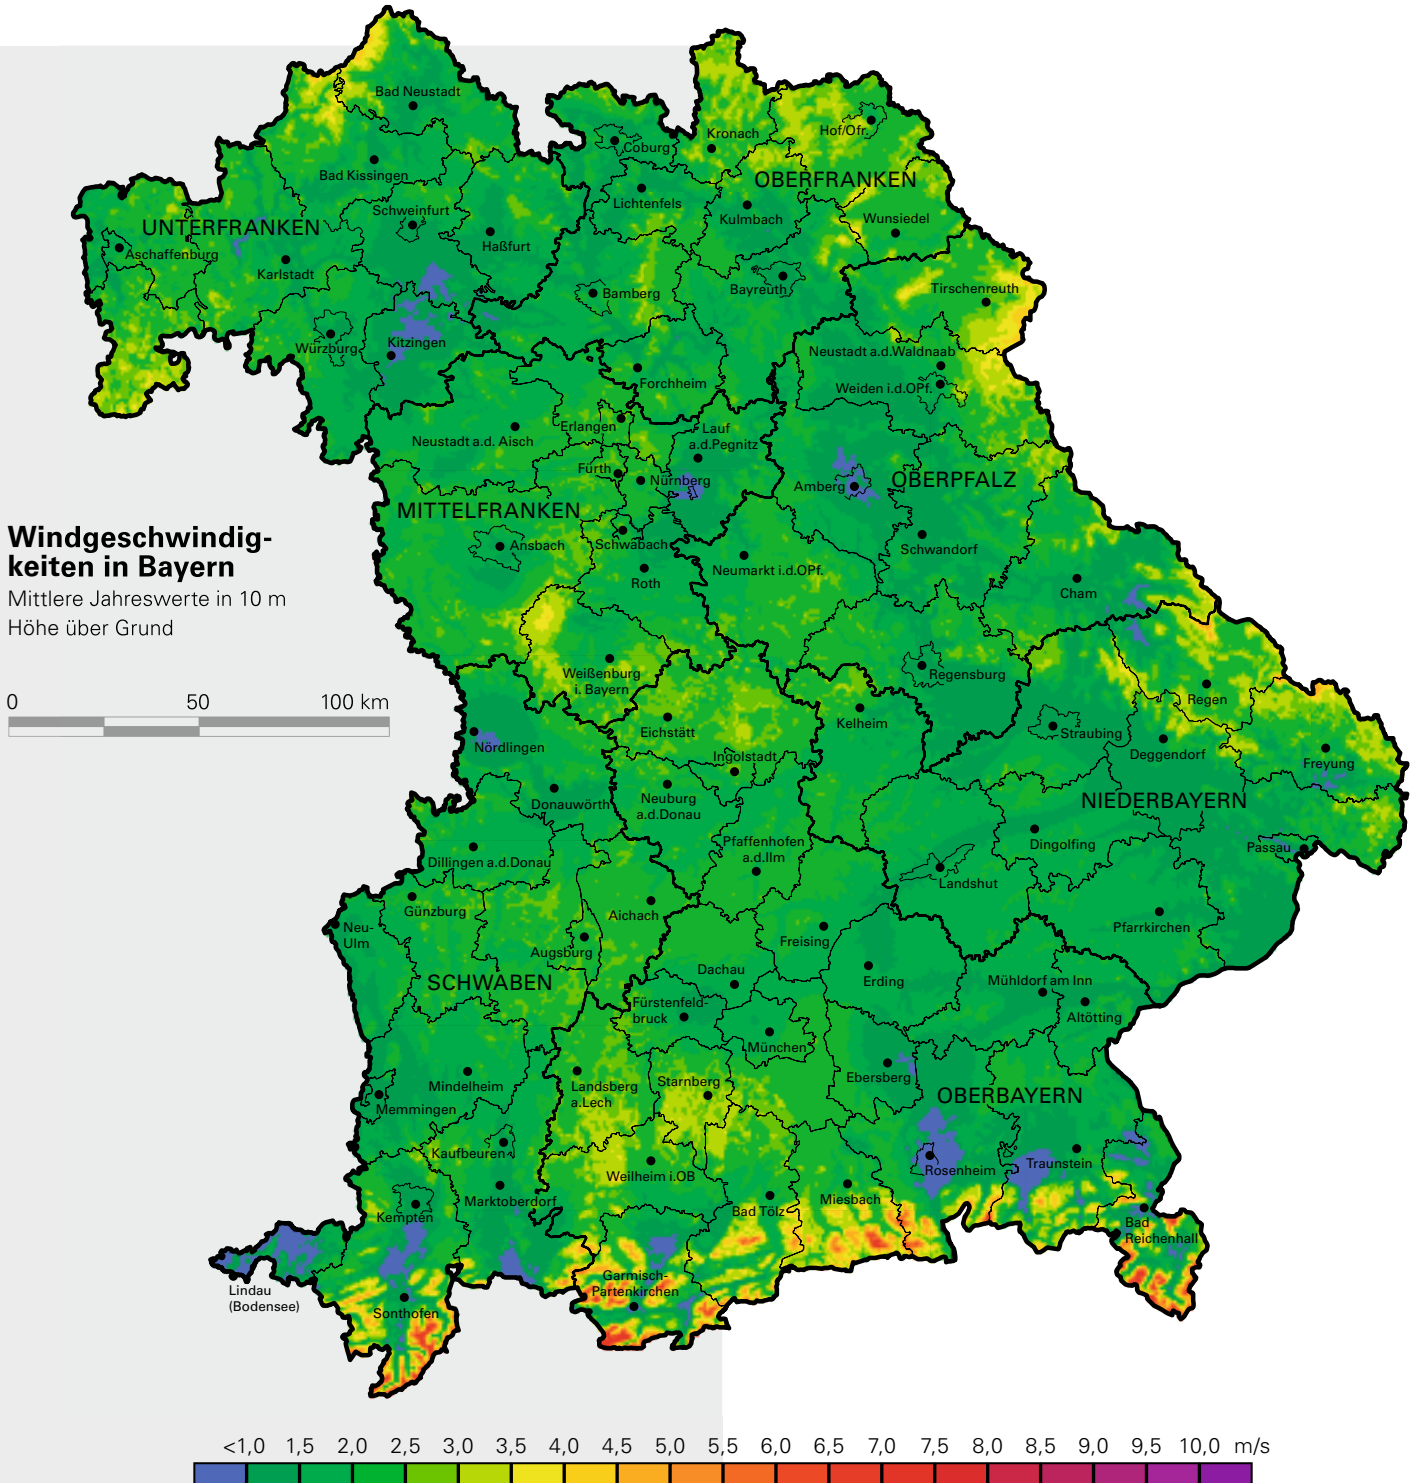 Bad Neustadt
Kronach
Hof/Ofr.
Coburg
Bad Kissingen
OBERFRANKEN
Lichtenfels
Schweinfurt
Kulmbach
Wunsiedel
UNTERFRANKEN
Haßfurt
Aschaffenburg
Karlstadt
Bayreuth
Tirschenreuth
Bamberg
Kitzingen
Würzburg
Neustadt a.d.Waldnaab
Forchheim
Weiden i.d.OPf.
Erlangen
Lauf
a.d.Pegnitz
Neustadt a.d. Aisch
Fürth
Nürnberg
Amberg
OBERPFALZ
MITTELFRANKEN
Windgeschwindig-
keiten in Bayern
Mittlere Jahreswerte in 10 m
Höhe über Grund
Ansbach
Schwabach
Schwandorf
Roth
Neumarkt i.d.OPf.
Cham
Weißenburg
i. Bayern
Regensburg
Regen
0 50 100 km
Eichstätt
Kelheim
Straubing
Nördlingen
Ingolstadt
Deggendorf
Freyung
Donauwörth
Neuburg
a.d.Donau
NIEDERBAYERN
Pfaffenhofen
a.d.Ilm
Dingolfing
Passau
Dillingen a.d.Donau
Landshut
Günzburg
Aichach
Neu-
Ulm
Pfarrkirchen
Augsburg
Freising
Dachau
SCHWABEN
Erding
Mühldorf am Inn
Fürstenfeld-
bruck
Altötting
München
Ebersberg
Mindelheim
Landsberg
a.Lech
Starnberg
OBERBAYERN
Memmingen
Kaufbeuren
Weilheim i.OB
Rosenheim
Traunstein
Marktoberdorf
Miesbach
Kempten
Bad Tölz
Bad
Reichenhall
Lindau
(Bodensee)
Garmisch-
Partenkirchen
Sonthofen
<1,0 1,5 2,0 2,5 3,0 3,5 4,0 4,5 5,0 5,5 6,0 6,5 7,0 7,5 8,0 8,5 9,0 9,5 10,0 m/s